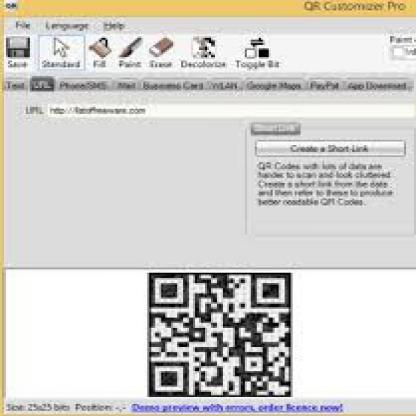 QR QR Customizer Pro
File Language Help
Paint -
Save Standard Fill Paint Erase Decolorize Toggle Bit
Text URL Phone/SMS Mail Business Card WLAN Google Maps PayPal App Download
URL http://listoffreeware.com
Short Link
Create a Short-Link
QR Codes with lots of data are
harder to scan and look cluttered.
Create a short link from the data
and then refer to these to produce
better readable QR Codes.
Size: 25x25 bits Position: -,- Demo preview with errors, order licence now!